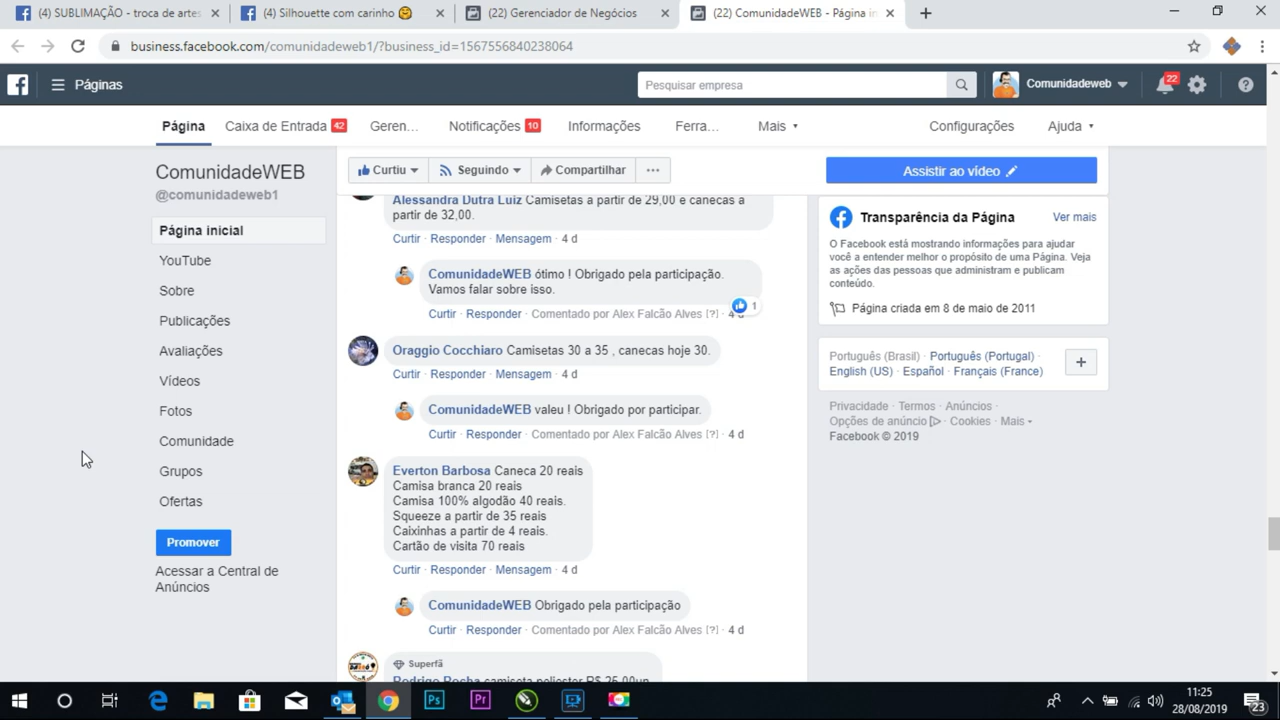 (4) SUBLIMAÇÃO - troca de artes
(4) Silhouette com carinho
(22) Gerenciador de Negócios
(22) ComunidadeWEB - Página in
business.facebook.com/comunidadeweb1/?business_id=1567556840238064
Páginas
Pesquisar empresa
Comunidadeweb
22
Página
Caixa de Entrada 42
Geren...
Notificações 10
Informações
Ferra...
Mais
Configurações
Ajuda
ComunidadeWEB
@comunidadeweb1
Página inicial
YouTube
Sobre
Publicações
Avaliações
Vídeos
Fotos
Comunidade
Grupos
Ofertas
Promover
Acessar a Central de
Anúncios
Curtiu
Seguindo
Compartilhar
...
Assistir ao vídeo
Alessandra Dutra Luiz Camisetas a partir de 29,00 e canecas a
partir de 32,00.
Curtir · Responder · Mensagem · 4 d
ComunidadeWEB ótimo ! Obrigado pela participação.
Vamos falar sobre isso.
1
Curtir · Responder · Comentado por Alex Falcão Alves [?] · 4 d
Oraggio Cocchiaro Camisetas 30 a 35 , canecas hoje 30.
Curtir · Responder · Mensagem · 4 d
ComunidadeWEB valeu ! Obrigado por participar.
Curtir · Responder · Comentado por Alex Falcão Alves [?] · 4 d
Everton Barbosa Caneca 20 reais
Camisa branca 20 reais
Camisa 100% algodão 40 reais.
Squeeze a partir de 35 reais
Caixinhas a partir de 4 reais.
Cartão de visita 70 reais
Curtir · Responder · Mensagem · 4 d
ComunidadeWEB Obrigado pela participação
Curtir · Responder · Comentado por Alex Falcão Alves [?] · 4 d
Superfã
Rodrigo Rocha camiseta poliester R$ 25,00un
Transparência da Página
Ver mais
O Facebook está mostrando informações para ajudar
você a entender melhor o propósito de uma Página. Veja
as ações das pessoas que administram e publicam
conteúdo.
Página criada em 8 de maio de 2011
Português (Brasil) · Português (Portugal) ·
English (US) · Español · Français (France)
Privacidade · Termos · Anúncios ·
Opções de anúncio · Cookies · Mais
Facebook © 2019
Ps
Pr
11:25
28/08/2019
23